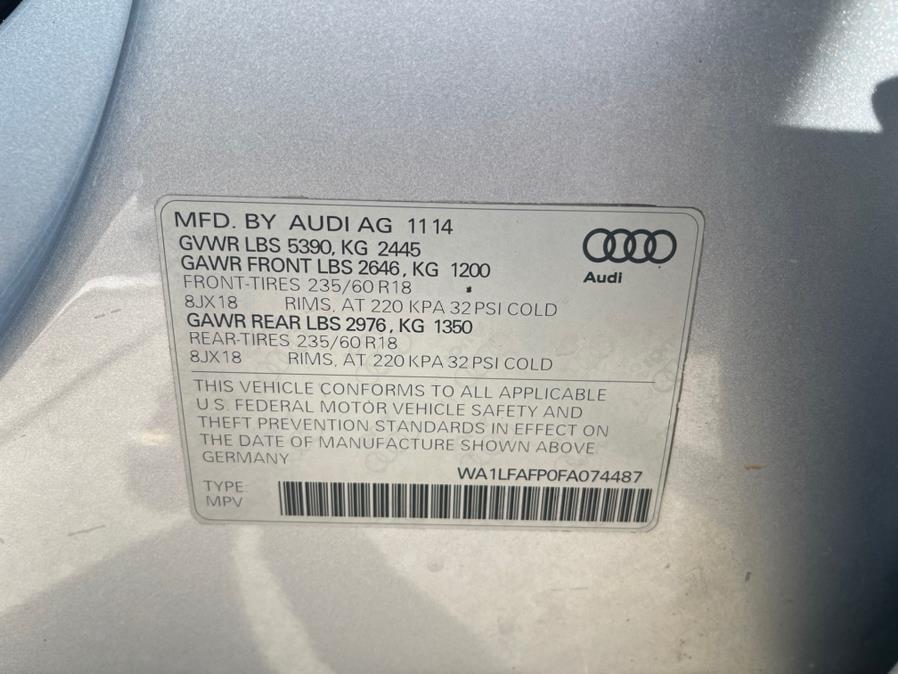 MFD. BY AUDI AG 11 14
GVWR LBS 5390, KG 2445
GAWR FRONT LBS 2646, KG 1200
FRONT-TIRES 235/60 R18
8JX18 RIMS, AT 220 KPA 32 PSI COLD
GAWR REAR LBS 2976, KG 1350
REAR-TIRES 235/60 R18
8JX18 RIMS, AT 220 KPA 32 PSI COLD
Audi
THIS VEHICLE CONFORMS TO ALL APPLICABLE
U.S. FEDERAL MOTOR VEHICLE SAFETY AND
THEFT PREVENTION STANDARDS IN EFFECT ON
THE DATE OF MANUFACTURE SHOWN ABOVE
GERMANY
WA1LFAFP0FA074487
TYPE:
MPV